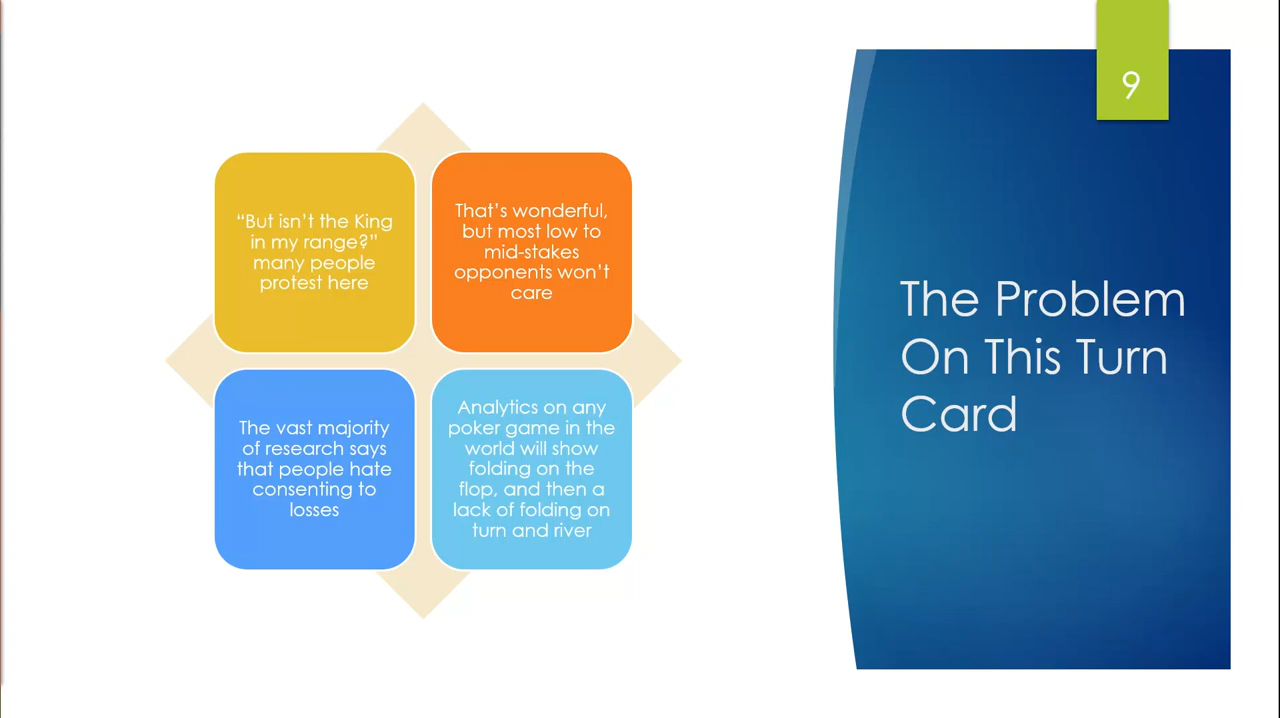 “But isn’t the King
in my range?”
many people
protest here
That’s wonderful,
but most low to
mid-stakes
opponents won’t
care
The vast majority
of research says
that people hate
consenting to
losses
Analytics on any
poker game in the
world will show
folding on the
flop, and then a
lack of folding on
turn and river
9
The Problem
On This Turn
Card